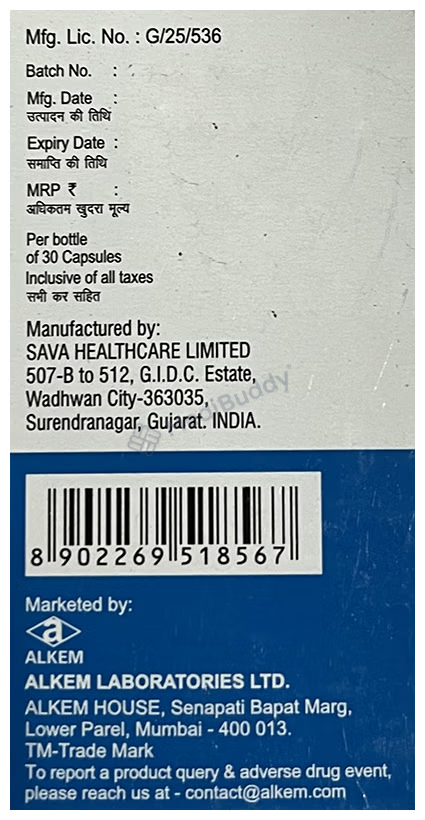 Mfg. Lic. No. : G/25/536
Batch No. :
Mfg. Date :
उत्पादन की तिथि
Expiry Date :
समाप्ति की तिथि
MRP ₹ :
अधिकतम खुदरा मूल्य
Per bottle
of 30 Capsules
Inclusive of all taxes
सभी कर सहित
Manufactured by:
SAVA HEALTHCARE LIMITED
507-B to 512, G.I.D.C. Estate,
Wadhwan City-363035,
Surendranagar, Gujarat. INDIA.
MediBuddy
8 902269 518567
Marketed by:
a
ALKEM
ALKEM LABORATORIES LTD.
ALKEM HOUSE, Senapati Bapat Marg,
Lower Parel, Mumbai - 400 013.
TM-Trade Mark
To report a product query & adverse drug event,
please reach us at - contact@alkem.com